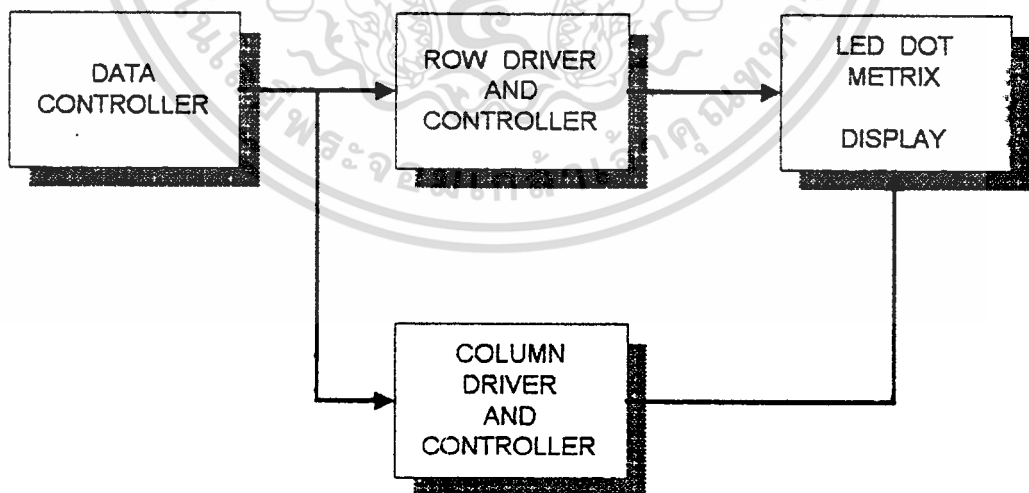 DATA
CONTROLLER
ROW DRIVER
AND
CONTROLLER
LED DOT
METRIX
DISPLAY
COLUMN
DRIVER
AND
CONTROLLER